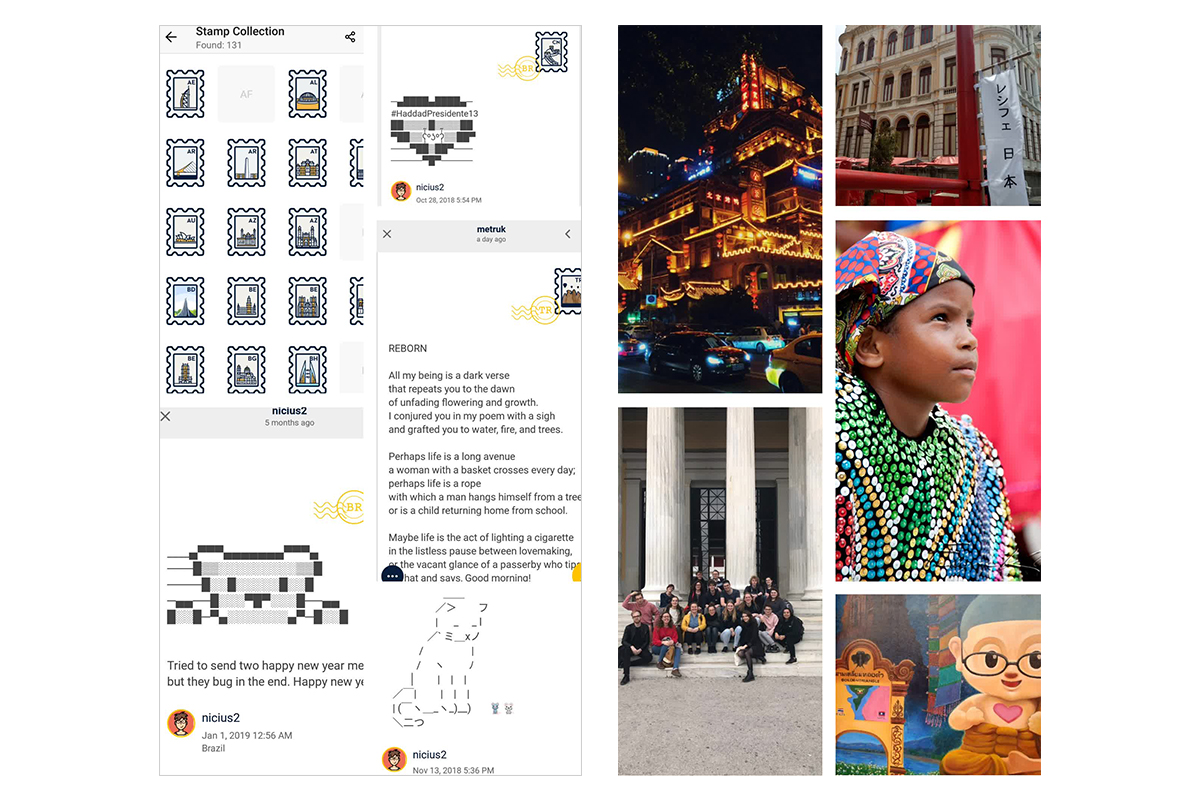 Stamp Collection
Found: 131
AE
AF
AL
AR
AR
AT
AU
AZ
AZ
BD
BE
BE
BE
BG
BH
nicius2
5 months ago
BR
Tried to send two happy new year me
but they bug in the end. Happy new ye
nicius2
Jan 1, 2019 12:56 AM
Brazil
CH
BR
#HaddadPresidente13
nicius2
Oct 28, 2018 5:54 PM
metruk
a day ago
TR
TR
REBORN
All my being is a dark verse
that repeats you to the dawn
of unfading flowering and growth.
I conjured you in my poem with a sigh
and grafted you to water, fire, and trees.
Perhaps life is a long avenue
a woman with a basket crosses every day;
perhaps life is a rope
with which a man hangs himself from a tree
or is a child returning home from school.
Maybe life is the act of lighting a cigarette
in the listless pause between lovemaking,
or the vacant glance of a passerby who tips
hat and says, Good morning!
nicius2
Nov 13, 2018 5:36 PM
レシフェ 日本